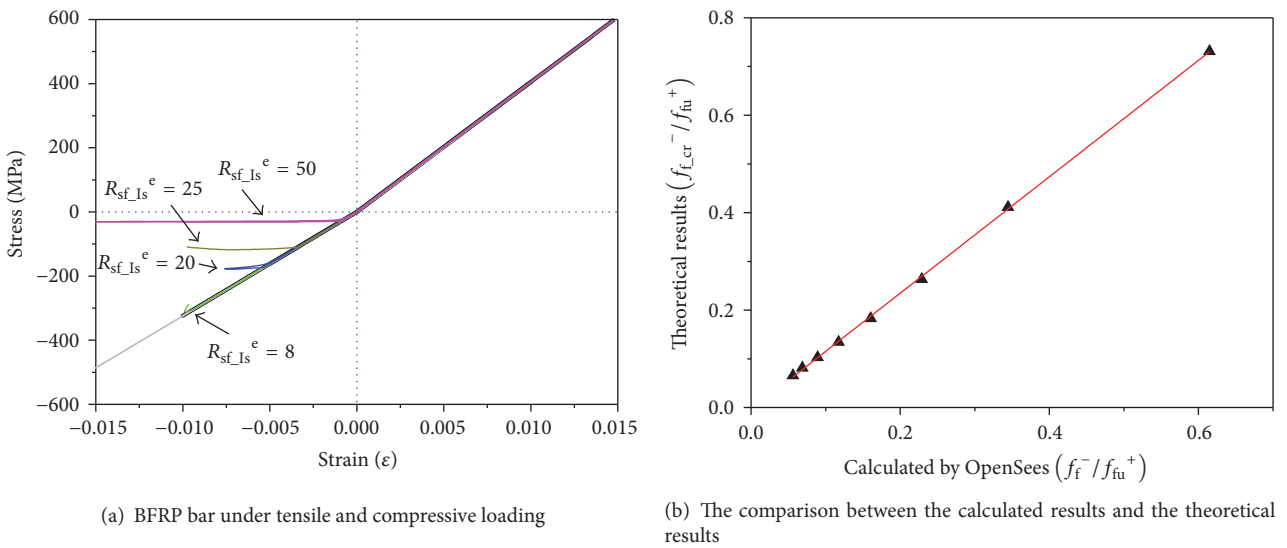 600
400
200
0
−200
−400
−600
Stress (MPa)
R_sf_Is^e = 50
R_sf_Is^e = 25
R_sf_Is^e = 20
R_sf_Is^e = 8
−0.015 −0.010 −0.005 0.000 0.005 0.010 0.015
Strain (ε)
(a) BFRP bar under tensile and compressive loading
0.8
0.6
0.4
0.2
0.0
Theoretical results (f_f_cr^− / f_fu^+)
0.0 0.2 0.4 0.6
Calculated by OpenSees (f_f^− / f_fu^+)
(b) The comparison between the calculated results and the theoretical
results